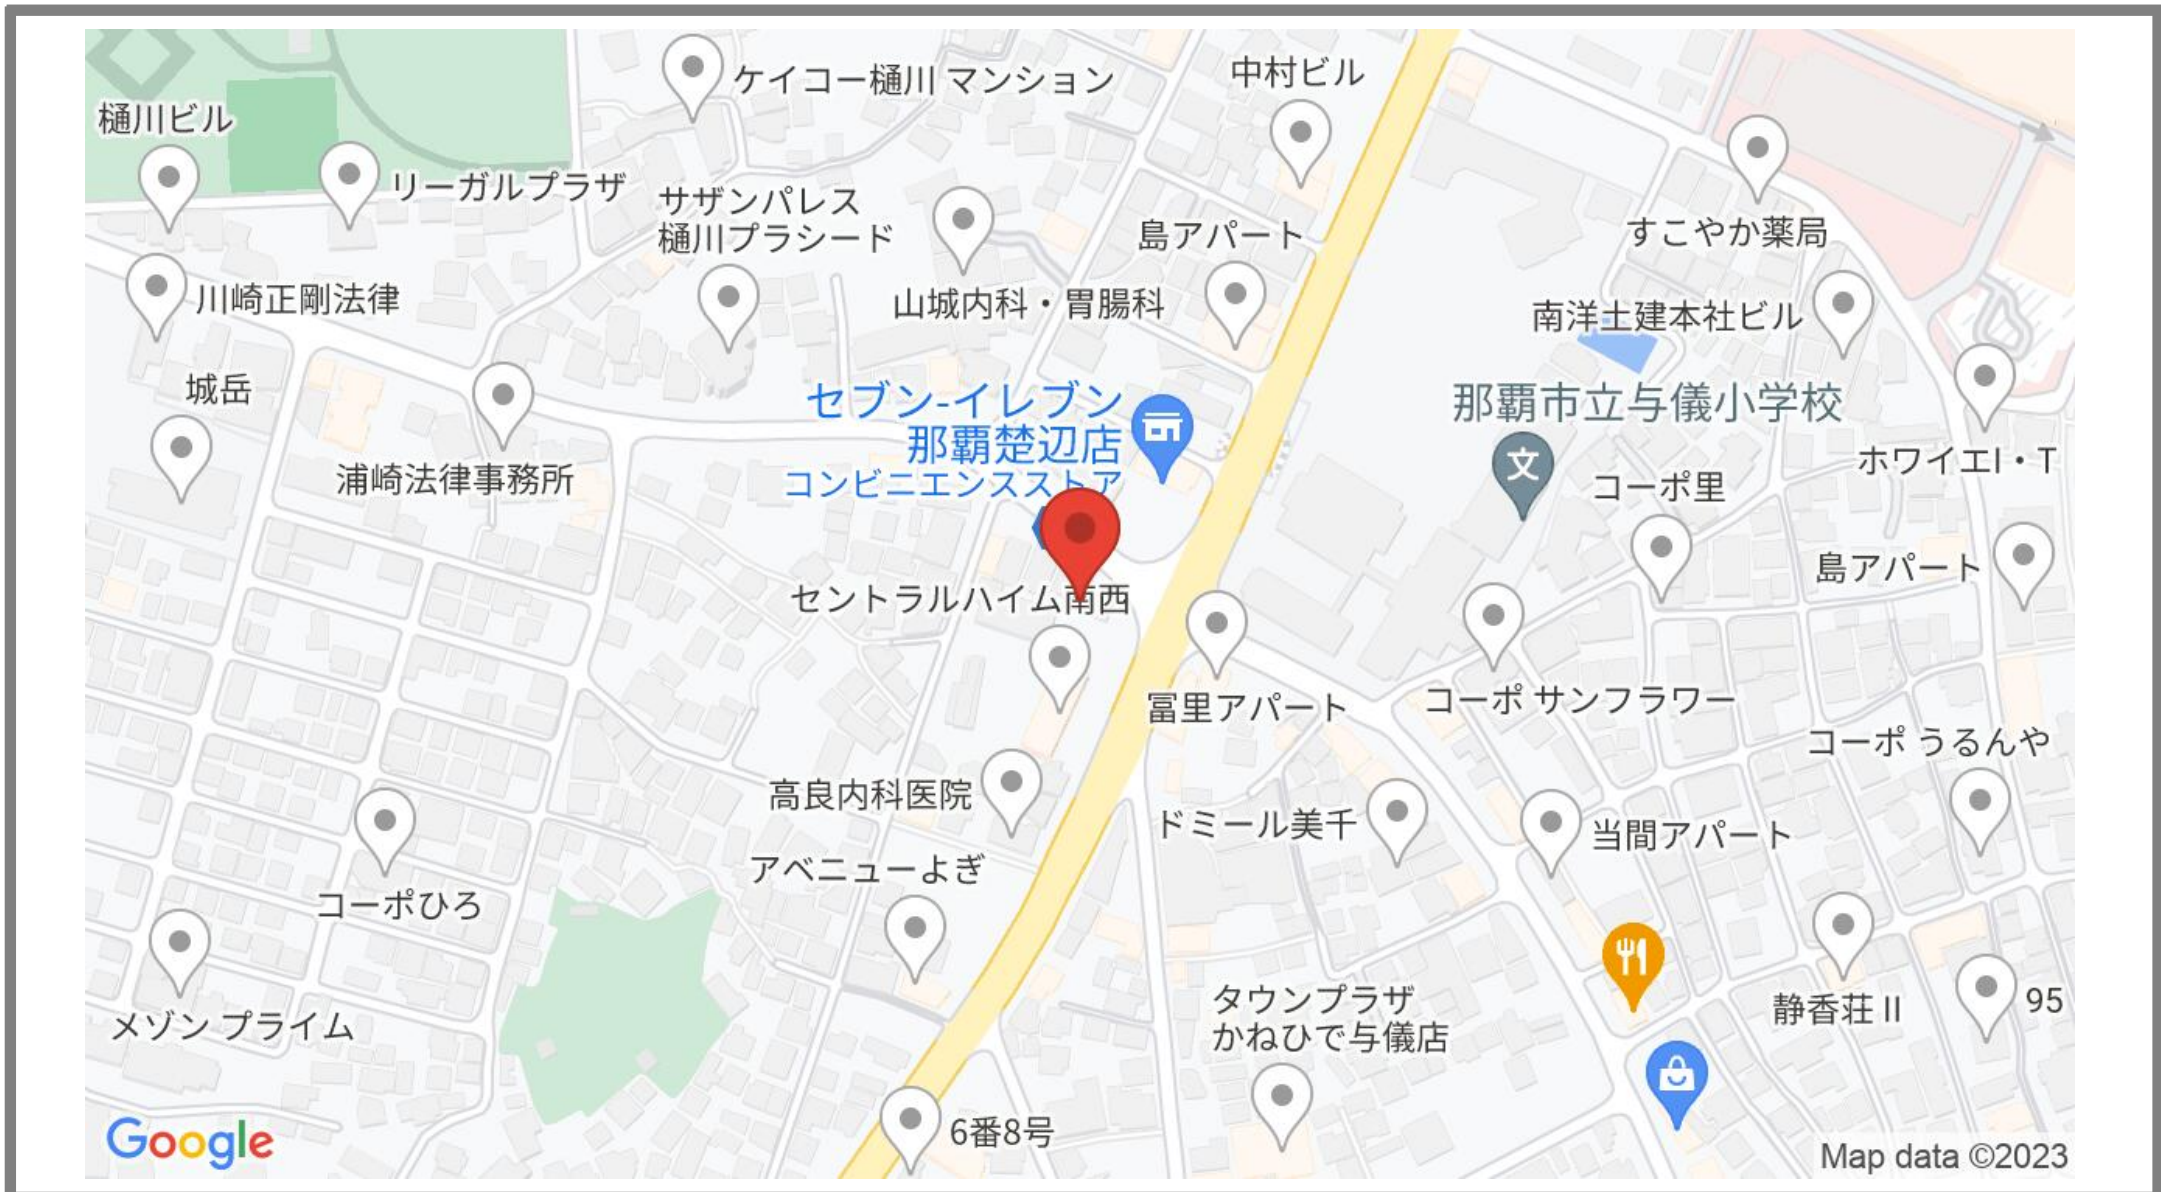 ケイコー樋川 マンション
中村ビル
樋川ビル
リーガルプラザ
サザンパレス
樋川プラシード
島アパート
すこやか薬局
川崎正剛法律
山城内科・胃腸科
南洋土建本社ビル
城岳
セブン-イレブン
那覇楚辺店
コンビニエンスストア
那覇市立与儀小学校
文
浦崎法律事務所
コーポ里
ホワイエI・T
島アパート
セントラルハイム南西
冨里アパート
コーポ サンフラワー
コーポ うるんや
高良内科医院
ドミール美千
当間アパート
アベニューよぎ
コーポひろ
メゾン プライム
タウンプラザ
かねひで与儀店
静香荘 II
95
6番8号
Google
Map data ©2023